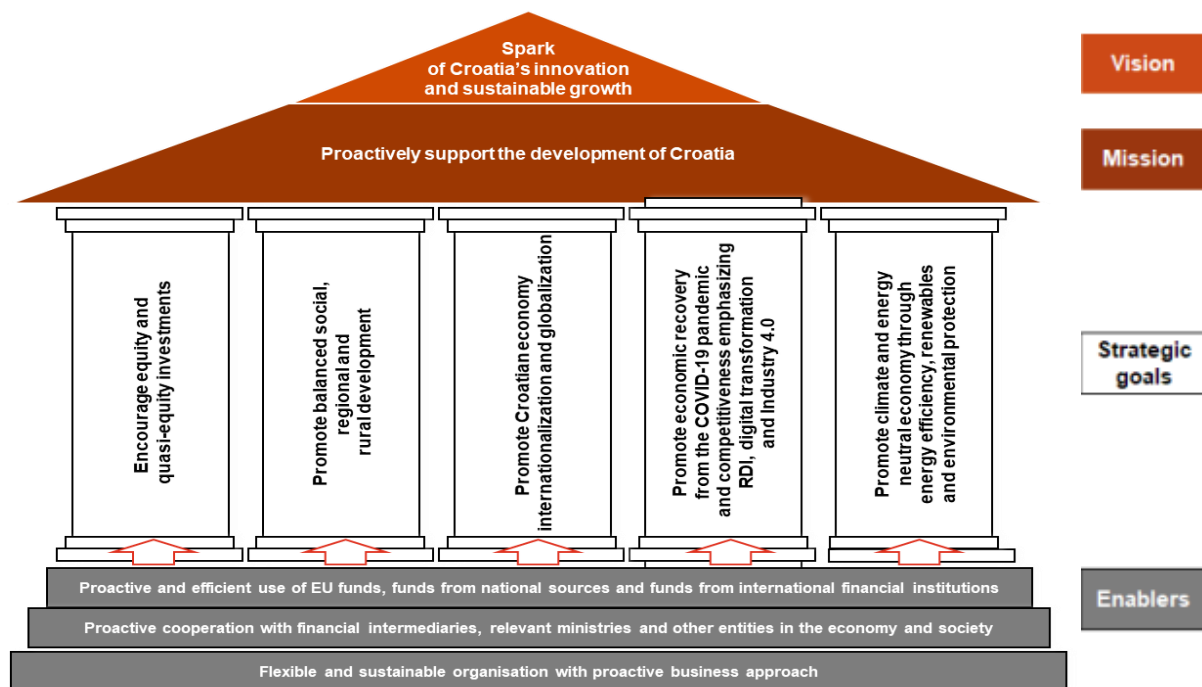 Spark
of Croatia's innovation
and sustainable growth
Vision
Proactively support the development of Croatia
Mission
Encourage equity and
quasi-equity investments
Promote balanced social,
regional and
rural development
Promote Croatian economy
internationalization and globalization
Promote economic recovery
from the COVID-19 pandemic
and competitiveness emphasizing
RDI, digital transformation
and Industry 4.0
Promote climate and energy
neutral economy through
energy efficiency, renewables
and environmental protection
Strategic
goals
Proactive and efficient use of EU funds, funds from national sources and funds from international financial institutions
Enablers
Proactive cooperation with financial intermediaries, relevant ministries and other entities in the economy and society
Flexible and sustainable organisation with proactive business approach